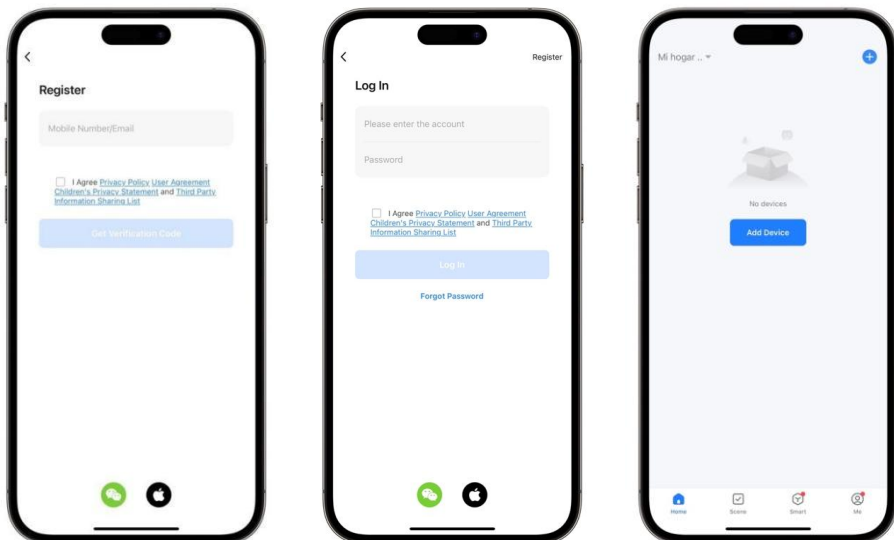 Register
Mobile Number/Email
I Agree Privacy Policy User Agreement
Children's Privacy Statement and Third Party
Information Sharing List
Get Verification Code
Register
Log In
Please enter the account
Password
I Agree Privacy Policy User Agreement
Children's Privacy Statement and Third Party
Information Sharing List
Log In
Forgot Password
Mi hogar ..
No devices
Add Device
Home
Scene
Smart
Me